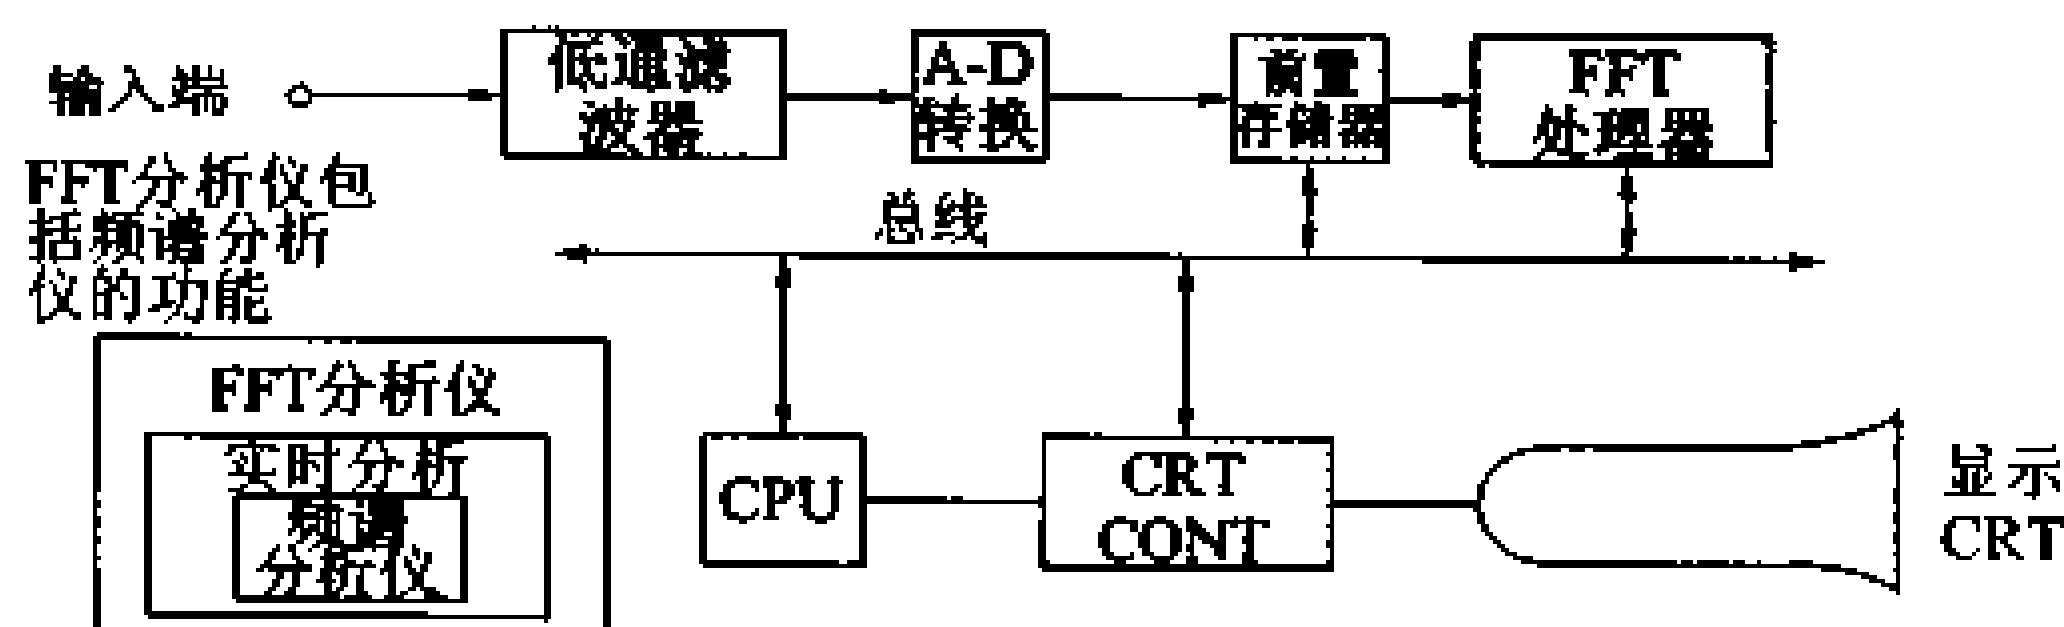 输入端
低通滤
波器
A-D
转换
前置
存储器
FFT
处理器
FFT分析仪包
括频谱分析
仪的功能
总线
FFT分析仪
实时分析
频谱
分析仪
CPU
CRT
CONT
显示
CRT